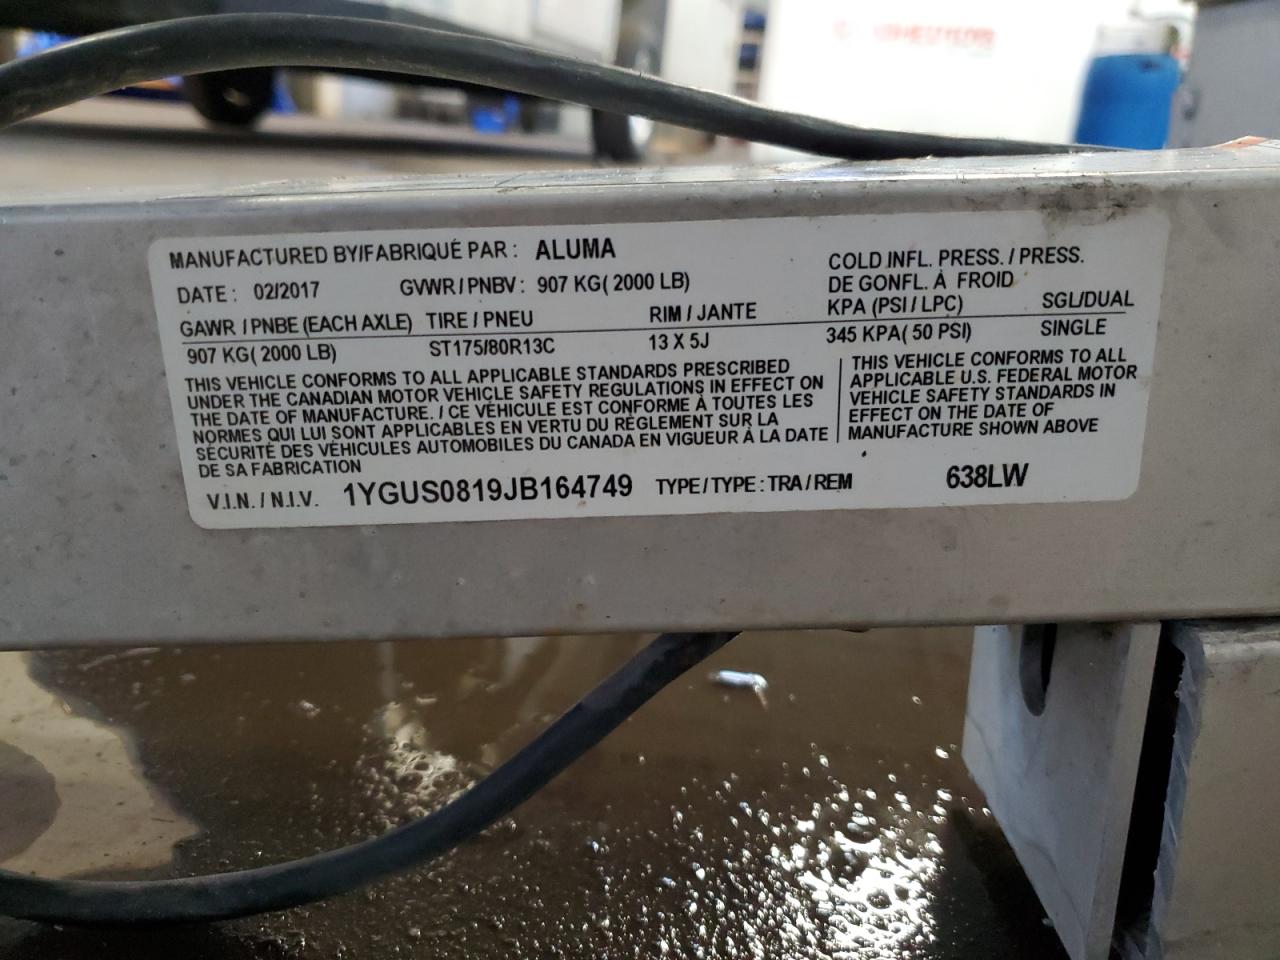 MANUFACTURED BY/FABRIQUÉ PAR : ALUMA
DATE : 02/2017 GVWR / PNBV : 907 KG( 2000 LB)
COLD INFL. PRESS. / PRESS.
DE GONFL. À FROID
GAWR / PNBE (EACH AXLE) TIRE / PNEU RIM / JANTE KPA (PSI / LPC) SGL/DUAL
907 KG( 2000 LB) ST175/80R13C 13 X 5J 345 KPA( 50 PSI) SINGLE
THIS VEHICLE CONFORMS TO ALL APPLICABLE STANDARDS PRESCRIBED
UNDER THE CANADIAN MOTOR VEHICLE SAFETY REGULATIONS IN EFFECT ON
THE DATE OF MANUFACTURE. / CE VÉHICULE EST CONFORME À TOUTES LES
NORMES QUI LUI SONT APPLICABLES EN VERTU DU RÈGLEMENT SUR LA
SÉCURITÉ DES VÉHICULES AUTOMOBILES DU CANADA EN VIGUEUR À LA DATE
DE SA FABRICATION
THIS VEHICLE CONFORMS TO ALL
APPLICABLE U.S. FEDERAL MOTOR
VEHICLE SAFETY STANDARDS IN
EFFECT ON THE DATE OF
MANUFACTURE SHOWN ABOVE
V.I.N. / N.I.V. 1YGUS0819JB164749 TYPE / TYPE : TRA / REM 638LW